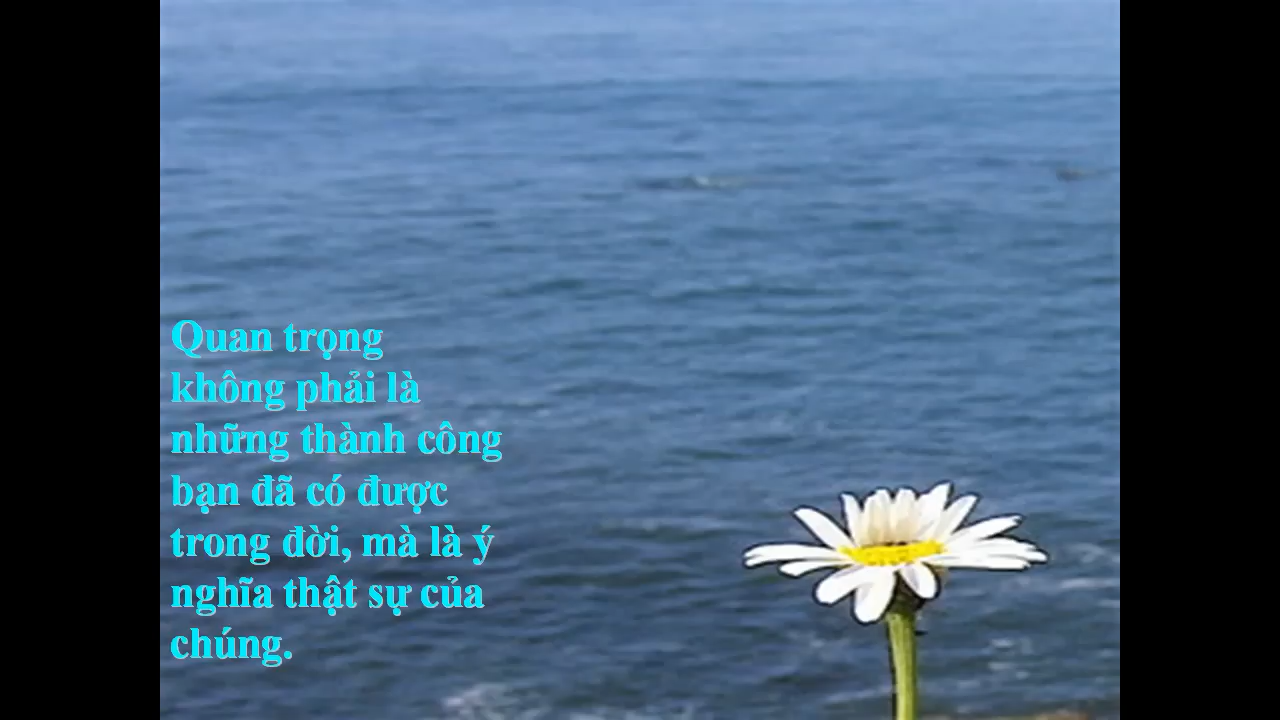 Quan trọng
không phải là
những thành công
bạn đã có được
trong đời, mà là ý
nghĩa thật sự của
chúng.